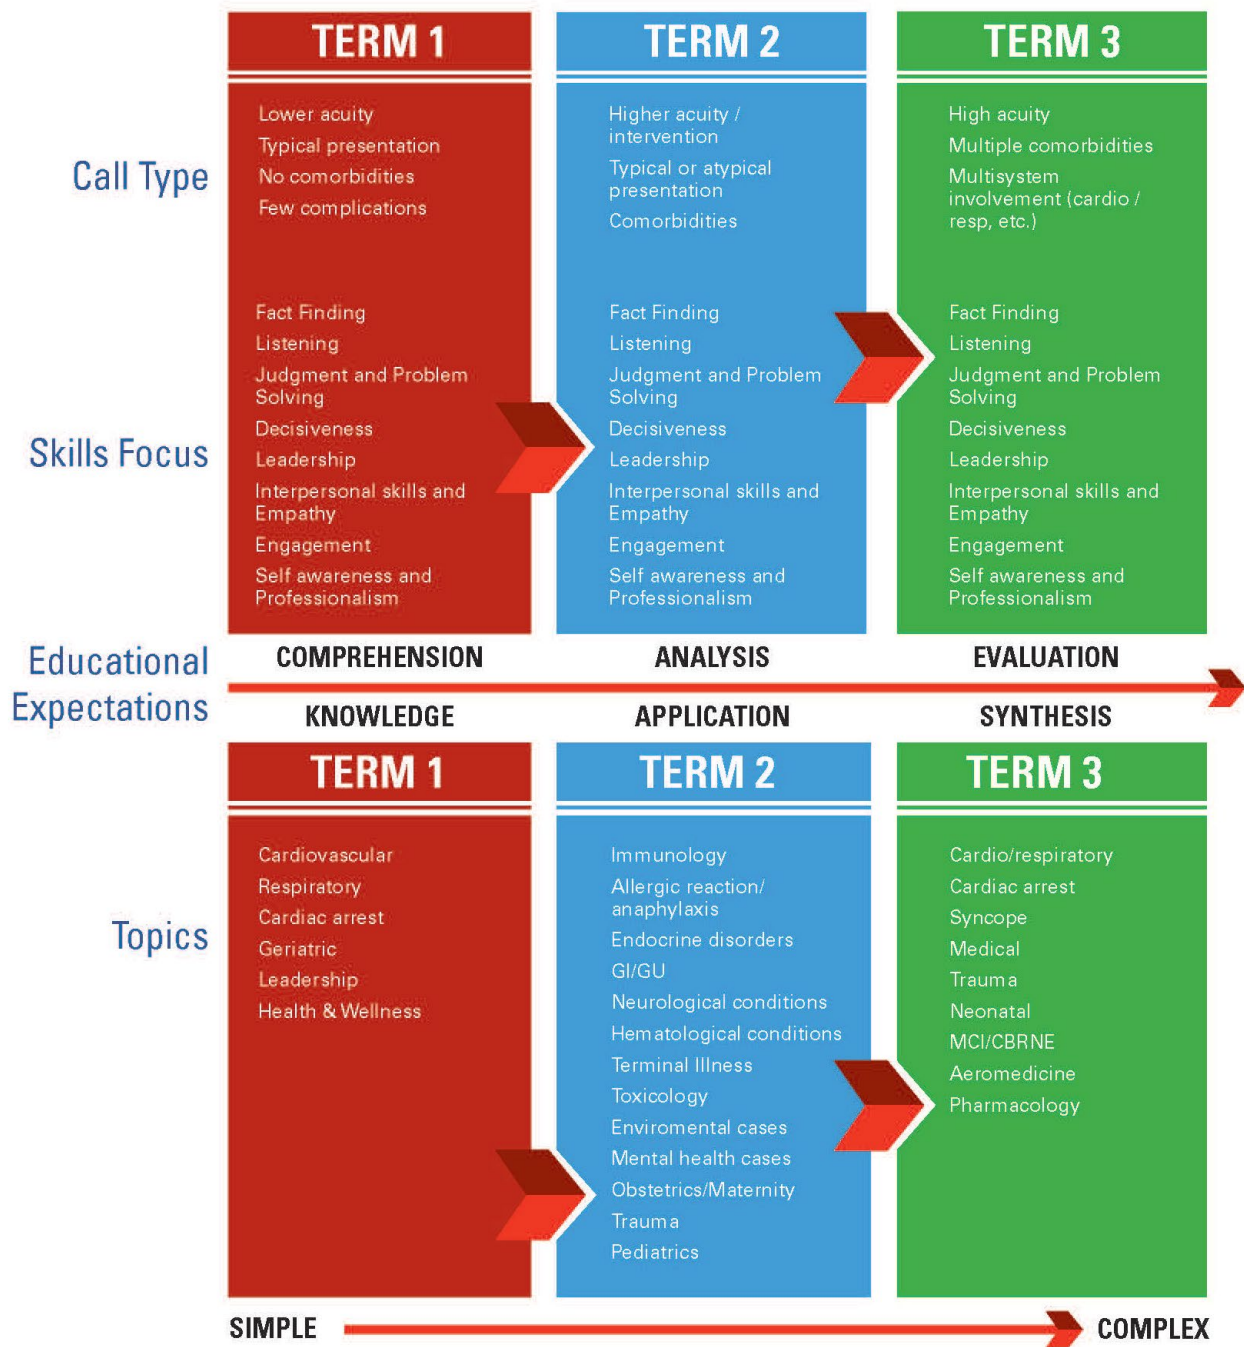 TERM 1
TERM 2
TERM 3
Call Type
Lower acuity
Typical presentation
No comorbidities
Few complications
Higher acuity /
intervention
Typical or atypical
presentation
Comorbidities
High acuity
Multiple comorbidities
Multisystem
involvement (cardio /
resp, etc.)
Skills Focus
Fact Finding
Listening
Judgment and Problem
Solving
Decisiveness
Leadership
Interpersonal skills and
Empathy
Engagement
Self awareness and
Professionalism
Fact Finding
Listening
Judgment and Problem
Solving
Decisiveness
Leadership
Interpersonal skills and
Empathy
Engagement
Self awareness and
Professionalism
Fact Finding
Listening
Judgment and Problem
Solving
Decisiveness
Leadership
Interpersonal skills and
Empathy
Engagement
Self awareness and
Professionalism
Educational
Expectations
COMPREHENSION
ANALYSIS
EVALUATION
KNOWLEDGE
APPLICATION
SYNTHESIS
TERM 1
TERM 2
TERM 3
Topics
Cardiovascular
Respiratory
Cardiac arrest
Geriatric
Leadership
Health & Wellness
Immunology
Allergic reaction/
anaphylaxis
Endocrine disorders
GI/GU
Neurological conditions
Hematological conditions
Terminal Illness
Toxicology
Enviromental cases
Mental health cases
Obstetrics/Maternity
Trauma
Pediatrics
Cardio/respiratory
Cardiac arrest
Syncope
Medical
Trauma
Neonatal
MCI/CBRNE
Aeromedicine
Pharmacology
SIMPLE
COMPLEX